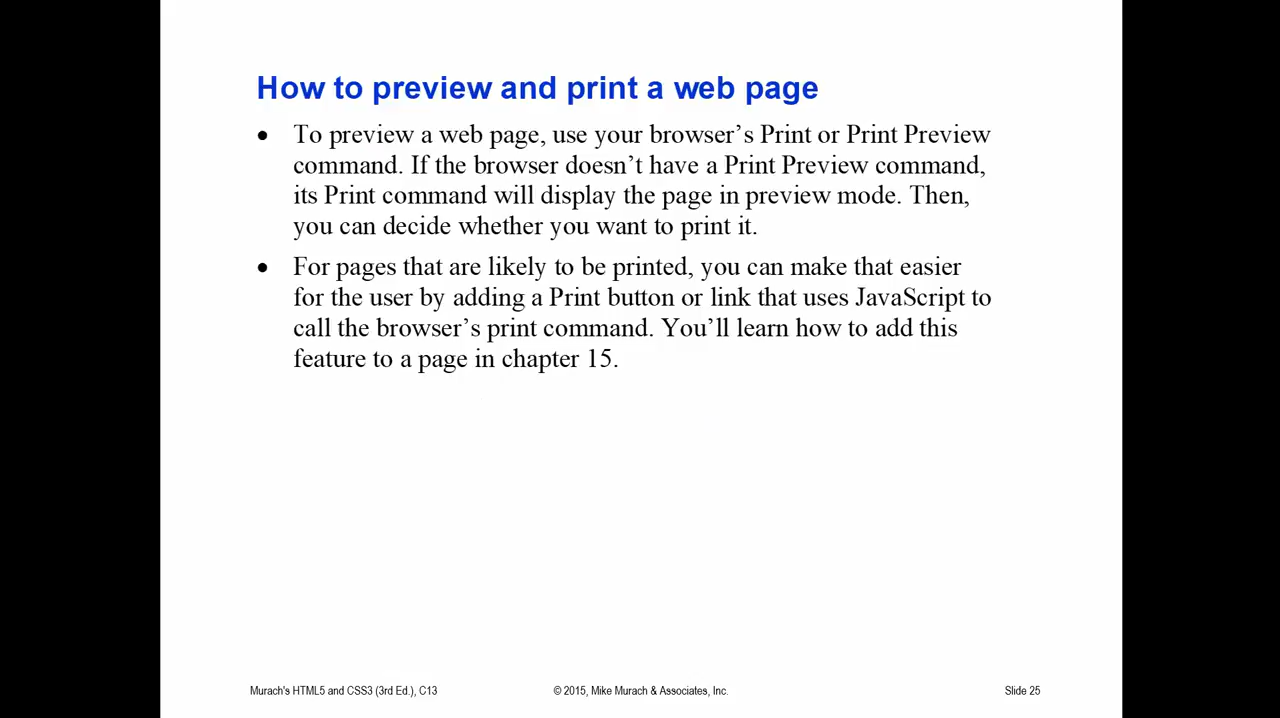 How to preview and print a web page
• To preview a web page, use your browser’s Print or Print Preview
command. If the browser doesn’t have a Print Preview command,
its Print command will display the page in preview mode. Then,
you can decide whether you want to print it.
• For pages that are likely to be printed, you can make that easier
for the user by adding a Print button or link that uses JavaScript to
call the browser’s print command. You’ll learn how to add this
feature to a page in chapter 15.
Murach's HTML5 and CSS3 (3rd Ed.), C13 © 2015, Mike Murach & Associates, Inc. Slide 25